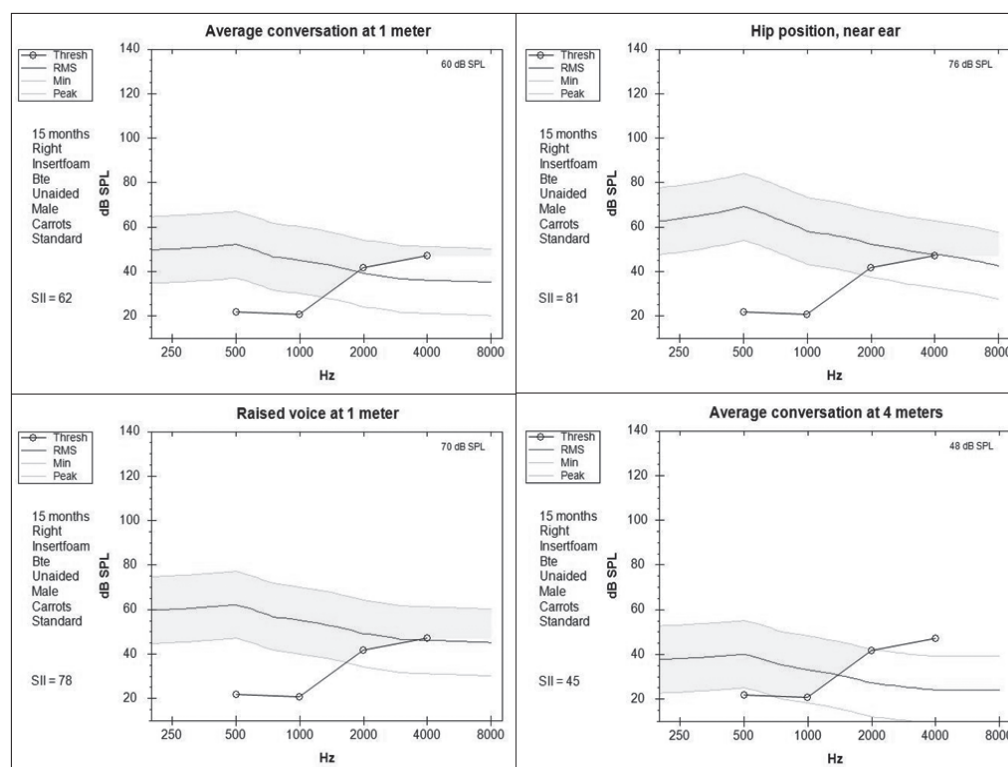 Average conversation at 1 meter
Thresh
RMS
Min
Peak
60 dB SPL
15 months
Right
Insertfoam
Bte
Unaided
Male
Carrots
Standard
SII = 62
dB SPL
140
120
100
80
60
40
20
250 500 1000 2000 4000 8000
Hz
Hip position, near ear
Thresh
RMS
Min
Peak
76 dB SPL
15 months
Right
Insertfoam
Bte
Unaided
Male
Carrots
Standard
SII = 81
dB SPL
140
120
100
80
60
40
20
250 500 1000 2000 4000 8000
Hz
Raised voice at 1 meter
Thresh
RMS
Min
Peak
70 dB SPL
15 months
Right
Insertfoam
Bte
Unaided
Male
Carrots
Standard
SII = 78
dB SPL
140
120
100
80
60
40
20
250 500 1000 2000 4000 8000
Hz
Average conversation at 4 meters
Thresh
RMS
Min
Peak
48 dB SPL
15 months
Right
Insertfoam
Bte
Unaided
Male
Carrots
Standard
SII = 45
dB SPL
140
120
100
80
60
40
20
250 500 1000 2000 4000 8000
Hz